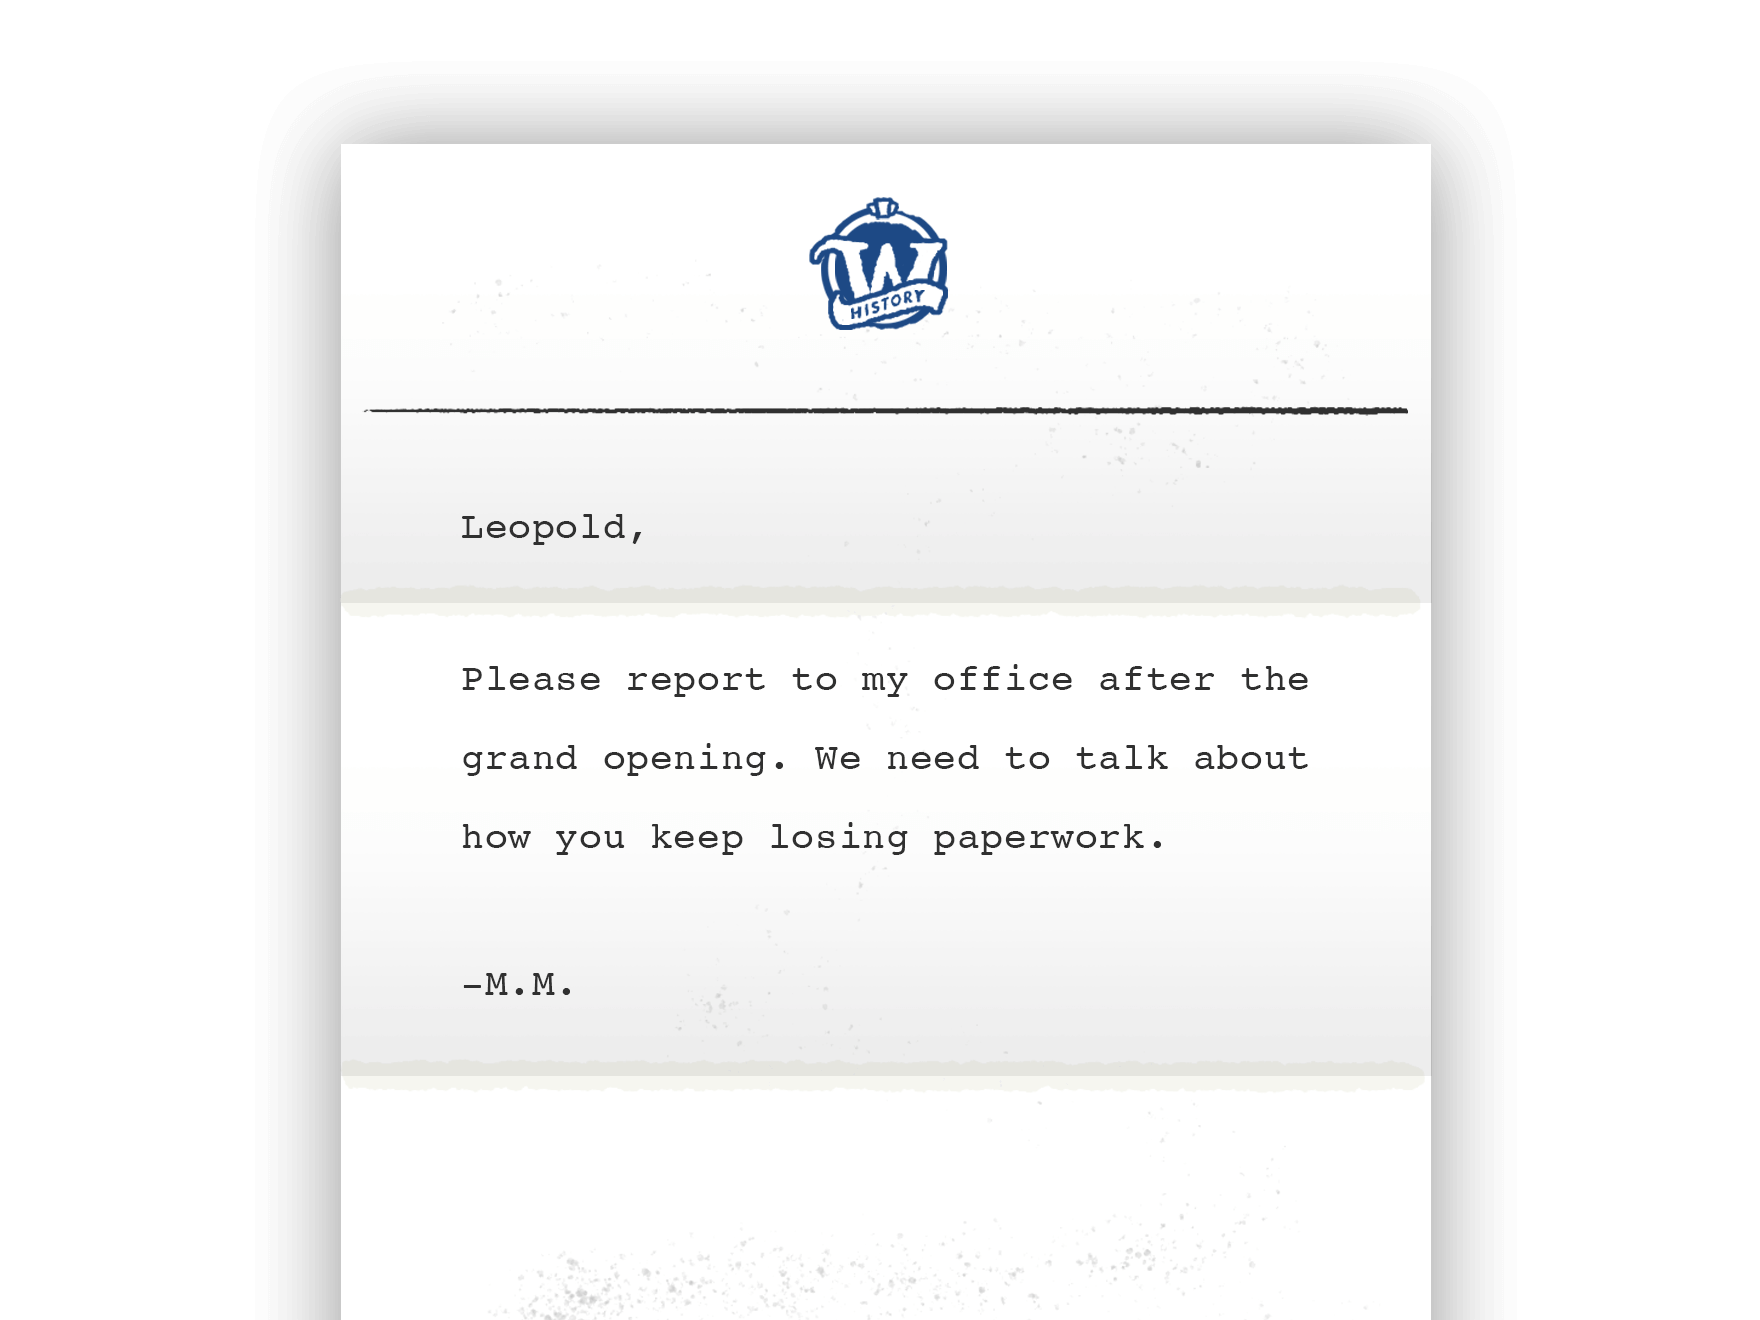 W
HISTORY
Leopold,
Please report to my office after the
grand opening. We need to talk about
how you keep losing paperwork.
-M.M.